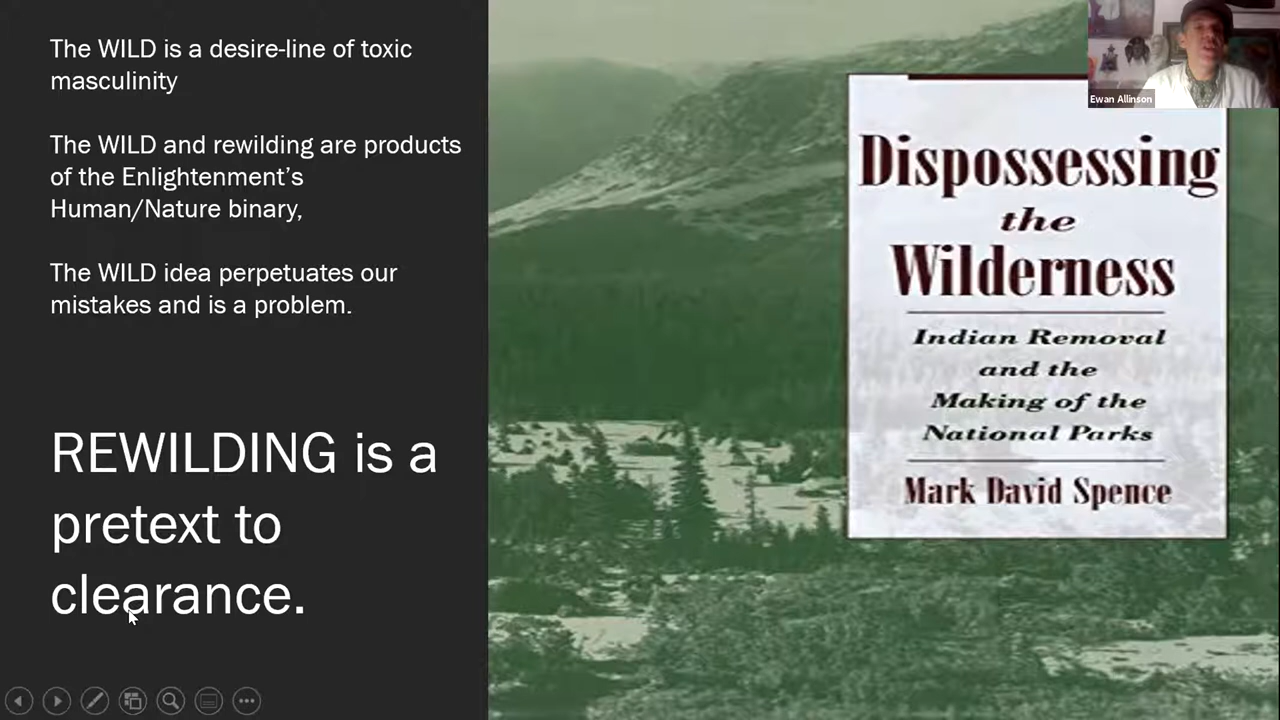 The WILD is a desire-line of toxic
masculinity
The WILD and rewilding are products
of the Enlightenment’s
Human/Nature binary,
The WILD idea perpetuates our
mistakes and is a problem.
REWILDING is a
pretext to
clearance.
Dispossessing
the
Wilderness
Indian Removal
and the
Making of the
National Parks
Mark David Spence
Ewan Allinson